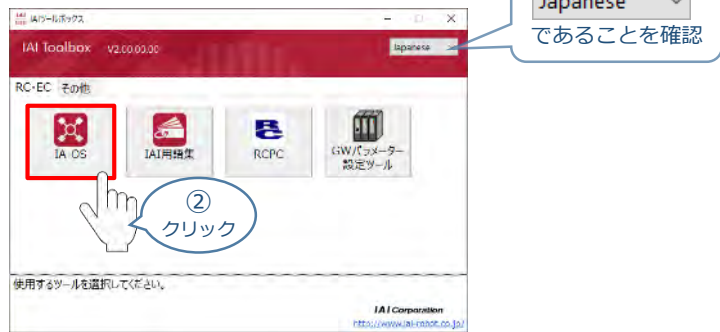 IAIツールボックス
Japanese
であることを確認
IAI Toolbox V2.00.00.00
Japanese
RC・EC その他
IA-OS
IAI用語集
RCPC
GWパラメーター
設定ツール
②
クリック
使用するツールを選択してください。
IAI Corporation
http://www.iai-robot.co.jp/